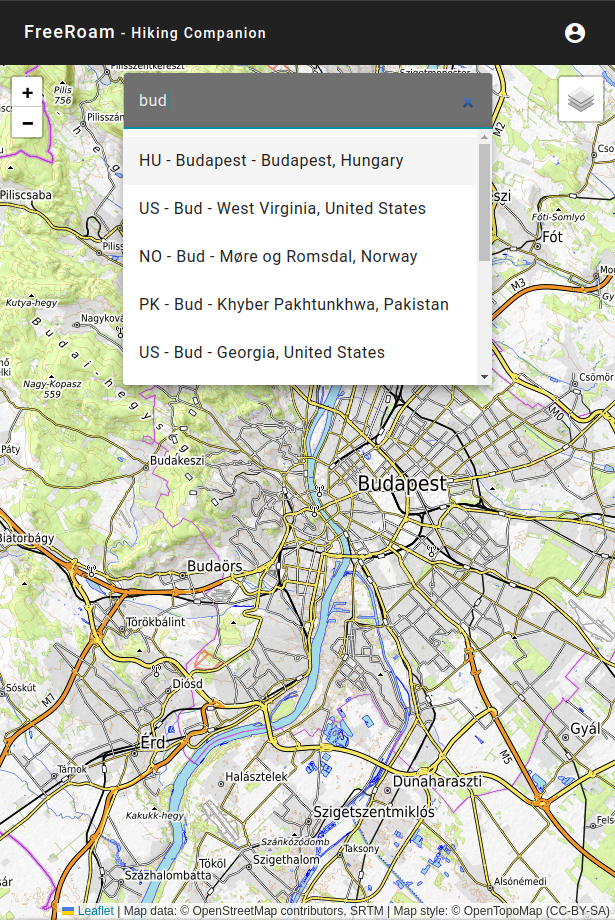 FreeRoam - Hiking Companion
Pilisszentkereszt
Szigetmonostor
+
−
Pilis
756
bud
HU - Budapest - Budapest, Hungary
US - Bud - West Virginia, United States
NO - Bud - Møre og Romsdal, Norway
PK - Bud - Khyber Pakhtunkhwa, Pakistan
US - Bud - Georgia, United States
M2
Piliscsaba
Fóti-Somlyó
Fót
Kutya-hegy
M3
Nagykov
Budai-hegység
Nagy-Kopasz
559
Csömör
M0
Páty
Budakeszi
Budapest
Biatorbágy
Budaörs
Törökbálint
Sóskút
Diósd
M7
Érd
Gyál
M5
Tárnok
Halásztelek
Dunaharaszti
Kakukk-hegy
Szigetszentmiklós
Szánkózódomb
Taksony
Tököl
Szigethalom
Százhalombatta
Alsónémedi
Leaflet | Map data: © OpenStreetMap contributors, SRTM | Map style: © OpenTopoMap (CC-BY-SA)